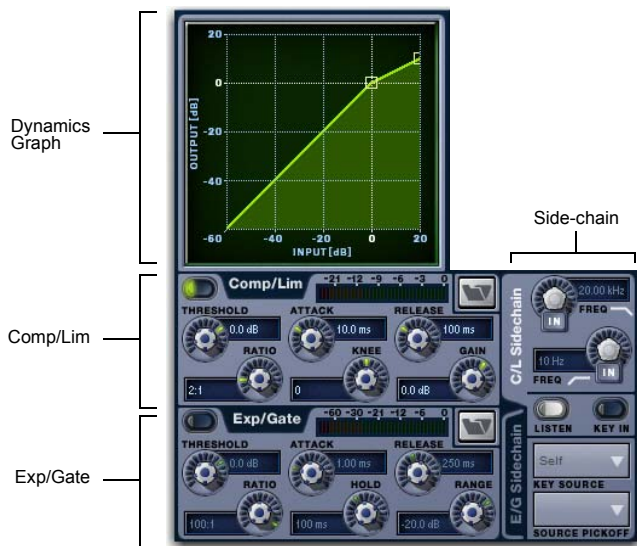 Dynamics
Graph
20
0
-20
-40
-60
-40
-20
0
20
OUTPUT [dB]
INPUT [dB]
Side-chain
Comp/Lim
Comp/Lim
-21 -12 -9 -6 -3 0
THRESHOLD
0.0 dB
ATTACK
10.0 ms
RELEASE
100 ms
RATIO
2:1
KNEE
0
GAIN
0.0 dB
C/L Sidechain
20.00 kHz
FREQ
IN
10 Hz
FREQ
IN
LISTEN
KEY IN
Exp/Gate
Exp/Gate
-60 -30 -21 -12 -6 0
THRESHOLD
0.0 dB
ATTACK
1.00 ms
RELEASE
250 ms
RATIO
100:1
HOLD
100 ms
RANGE
-20.0 dB
E/G Sidechain
Self
KEY SOURCE
SOURCE PICKOFF